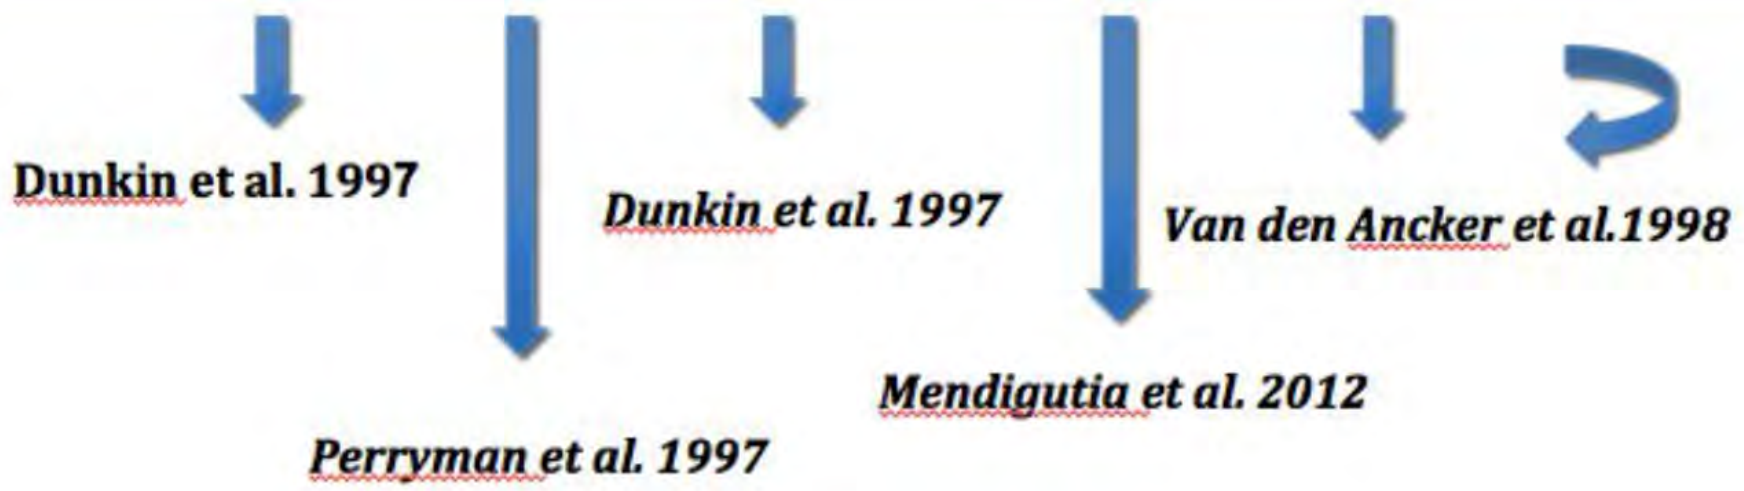 Dunkin et al. 1997
Dunkin et al. 1997
Van den Ancker et al.1998
Mendigutia et al. 2012
Perryman et al. 1997